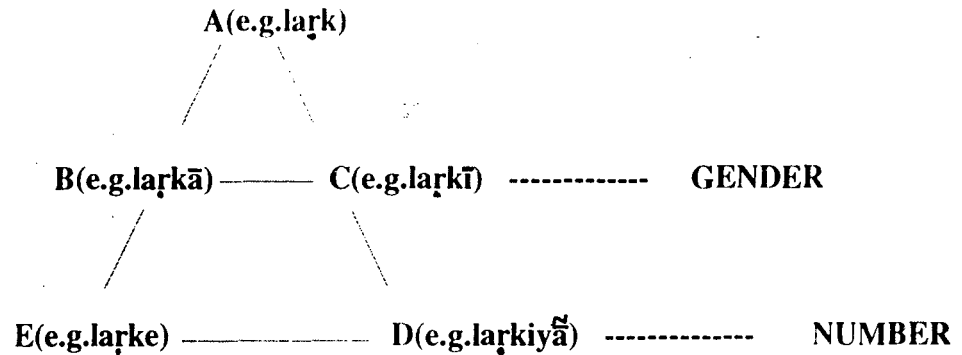 A(e.g.laṛk)
B(e.g.laṛkā) C(e.g.laṛkī) ------------- GENDER
E(e.g.laṛke) D(e.g.laṛkiyā̃) ------------- NUMBER